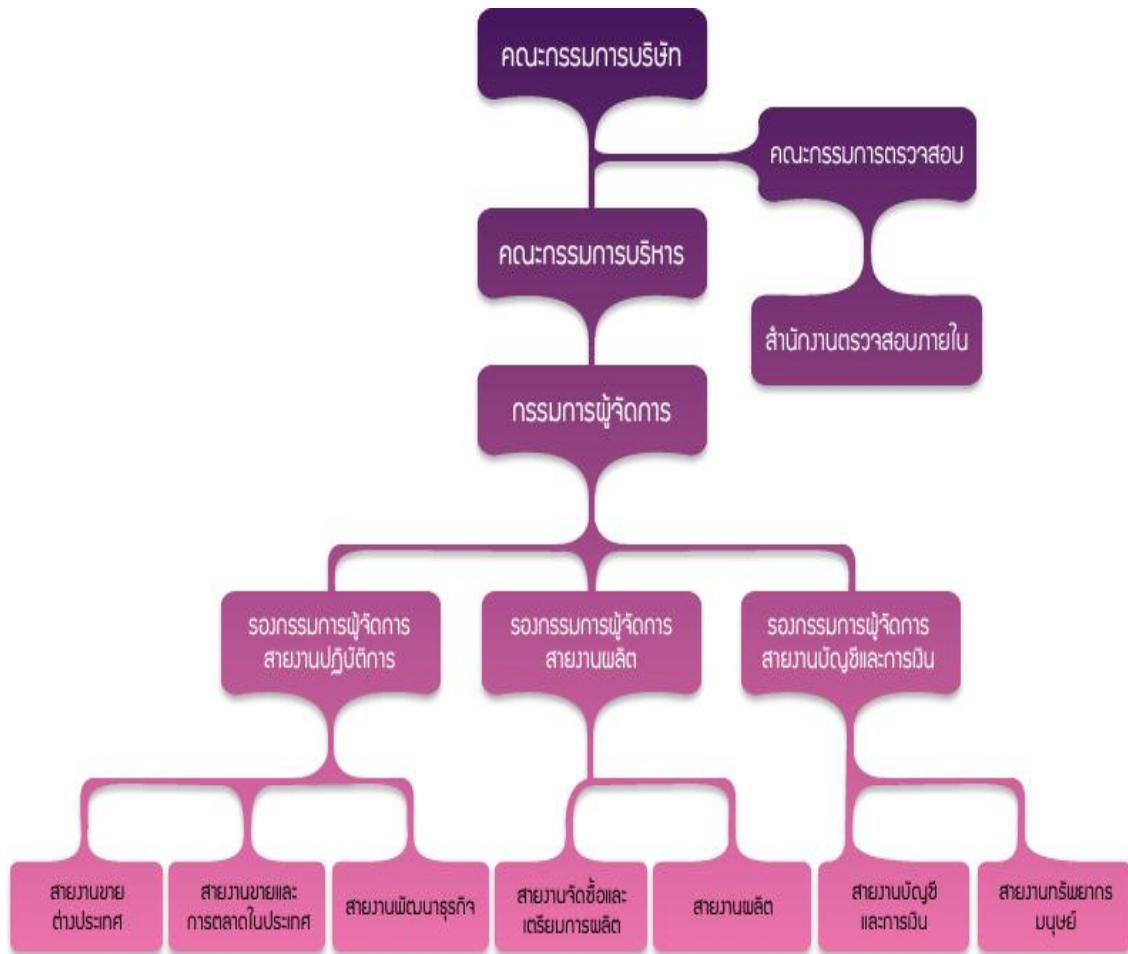 คณะกรรมการบริษัท
คณะกรรมการตรวจสอบ
คณะกรรมการบริหาร
สำนักงานตรวจสอบภายใน
กรรมการผู้จัดการ
รองกรรมการผู้จัดการ
สายงานปฏิบัติการ
รองกรรมการผู้จัดการ
สายงานผลิต
รองกรรมการผู้จัดการ
สายงานบัญชีและการเงิน
สายงานขาย
ต่างประเทศ
สายงานขายและ
การตลาดในประเทศ
สายงานพัฒนาธุรกิจ
สายงานจัดซื้อและ
เตรียมการผลิต
สายงานผลิต
สายงานบัญชี
และการเงิน
สายงานทรัพยากร
มนุษย์